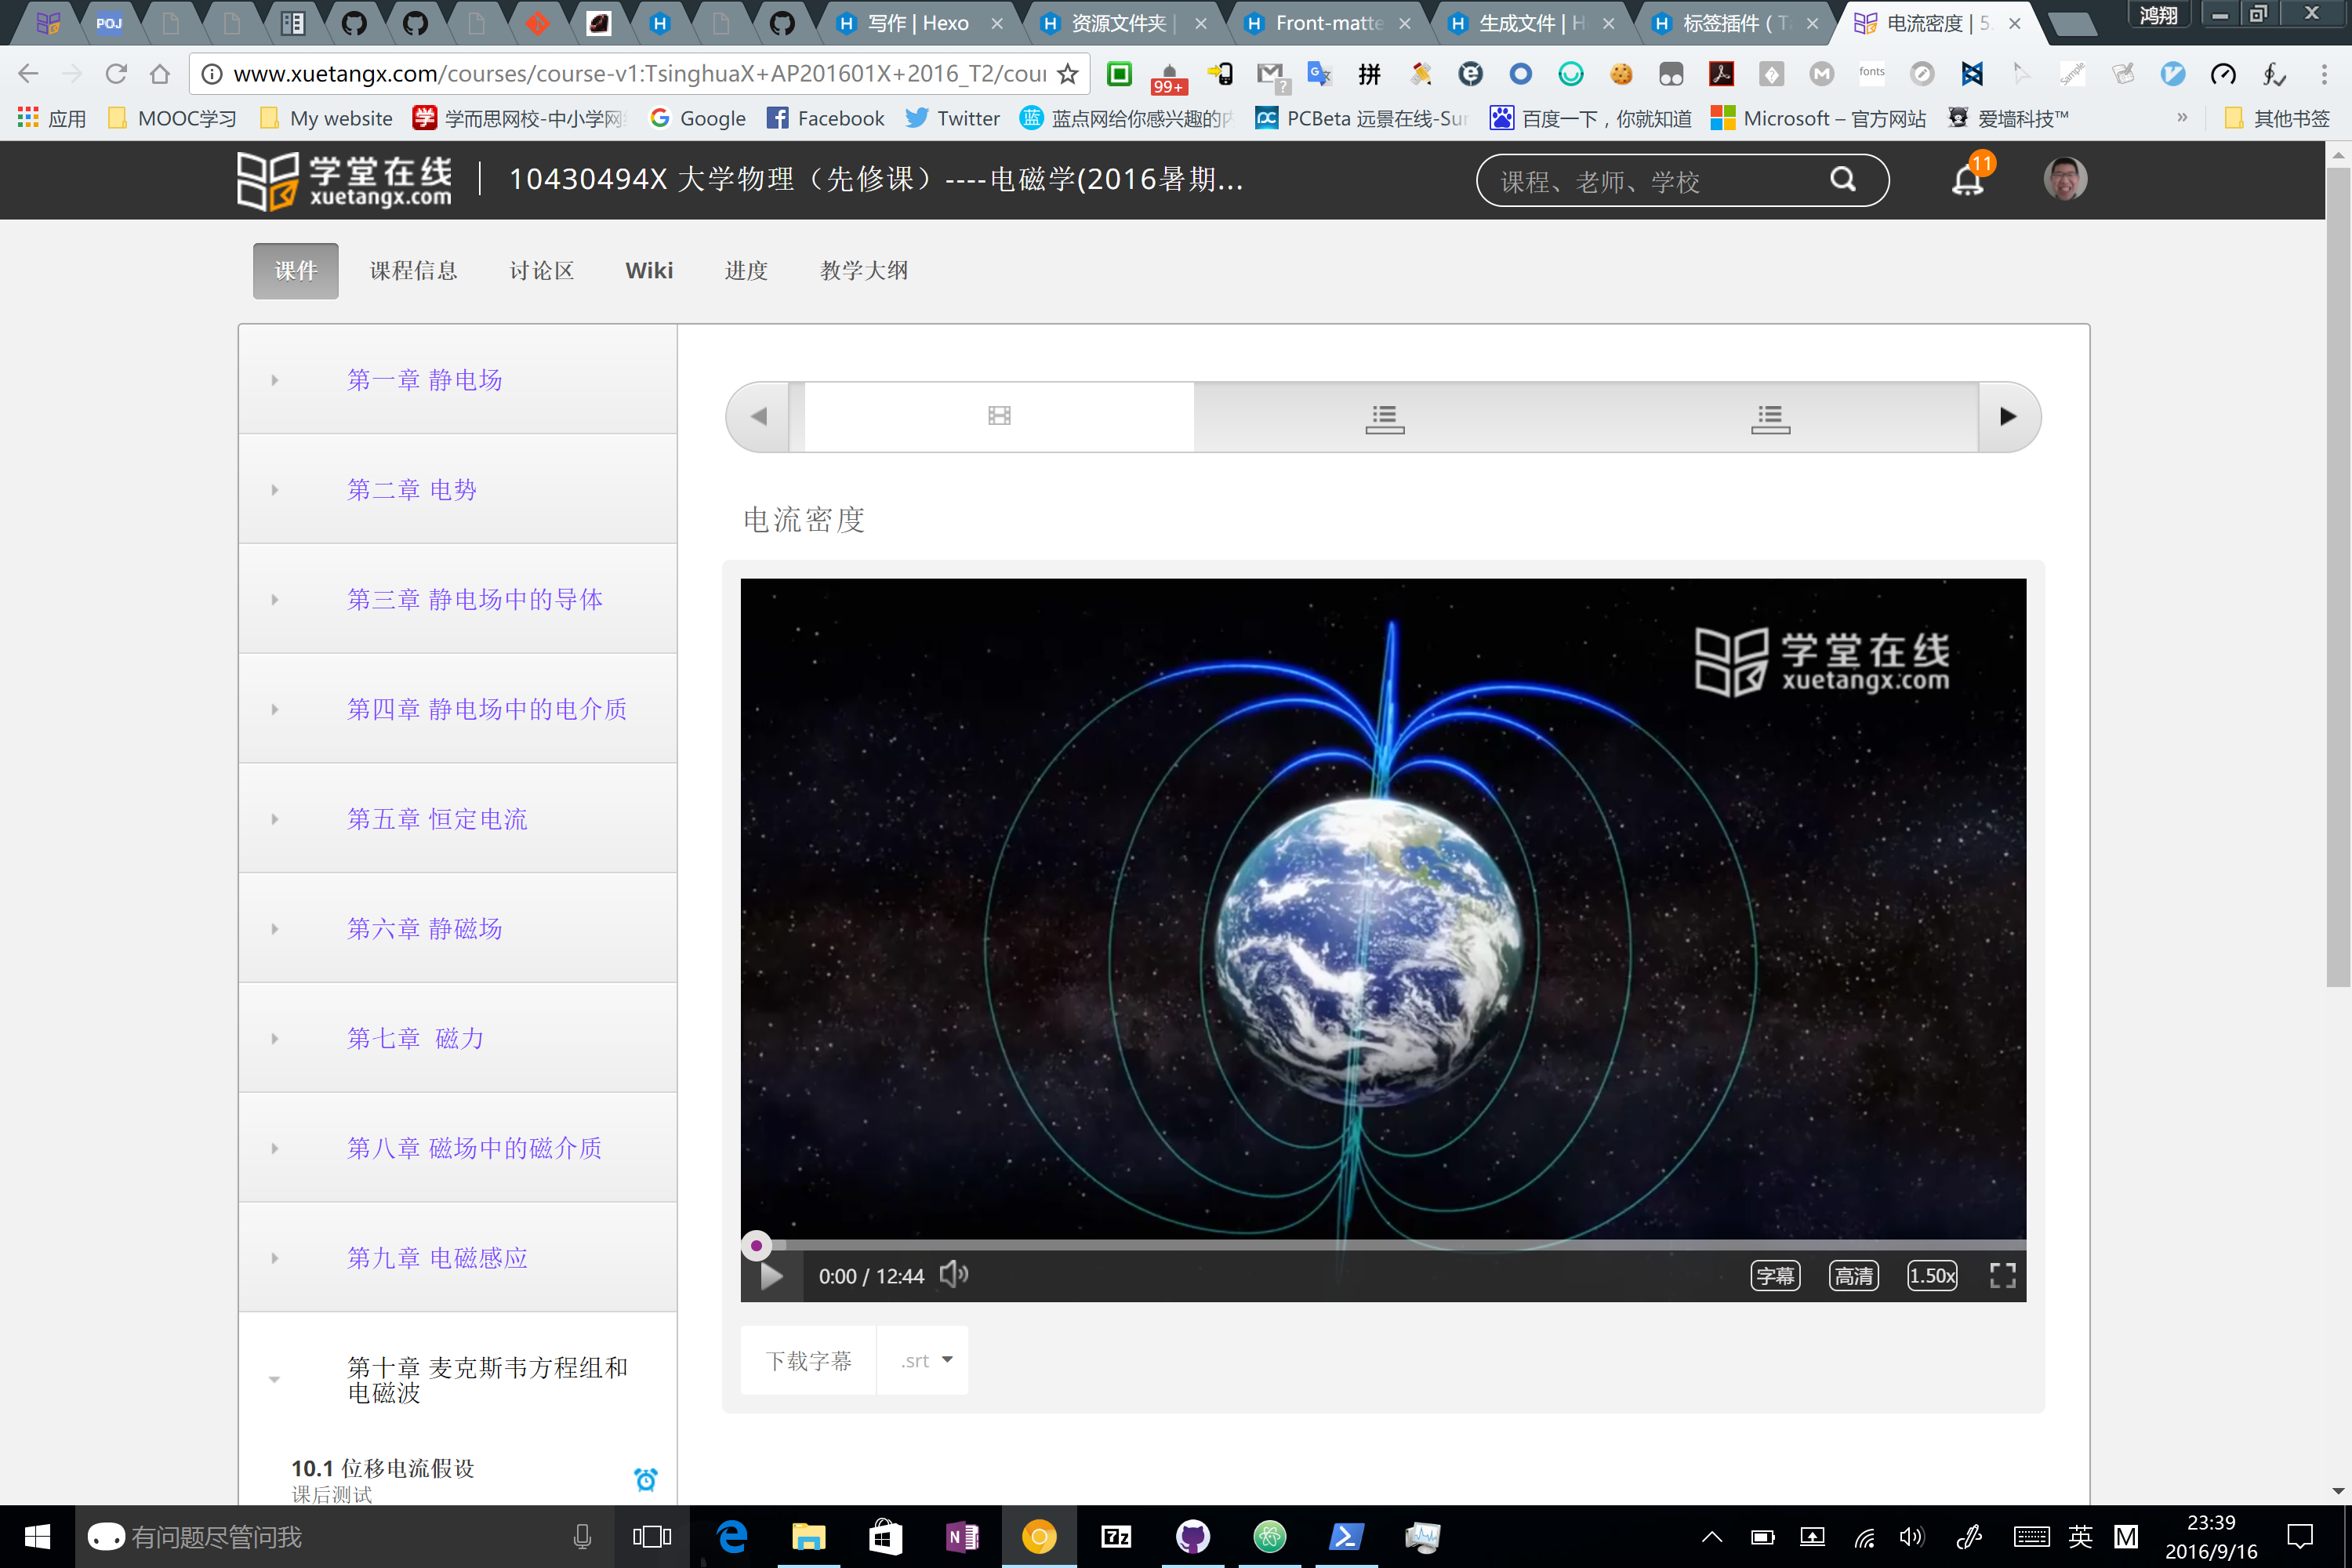 POJ
写作 | Hexo
资源文件夹 |
Front-matte
生成文件 | H
标签插件 ( T
电流密度 | 5.
鸿翔
www.xuetangx.com/courses/course-v1:TsinghuaX+AP201601X+2016_T2/cour
99+
拼
fonts
Sample
应用
MOOC学习
My website
学而思网校-中小学网
Google
Facebook
Twitter
蓝点网给你感兴趣的
PCBeta 远景在线-Sur
百度一下，你就知道
Microsoft – 官方网站
爱墙科技™
»
其他书签
学堂在线
xuetangx.com
10430494X 大学物理（先修课）----电磁学(2016暑期...
课程、老师、学校
11
课件
课程信息
讨论区
Wiki
进度
教学大纲
第一章 静电场
第二章 电势
第三章 静电场中的导体
第四章 静电场中的电介质
第五章 恒定电流
第六章 静磁场
第七章 磁力
第八章 磁场中的磁介质
第九章 电磁感应
第十章 麦克斯韦方程组和
电磁波
10.1 位移电流假设
课后测试
电流密度
学堂在线
xuetangx.com
0:00 / 12:44
字幕
高清
1.50x
下载字幕
.srt
有问题尽管问我
英
M
23:39
2016/9/16